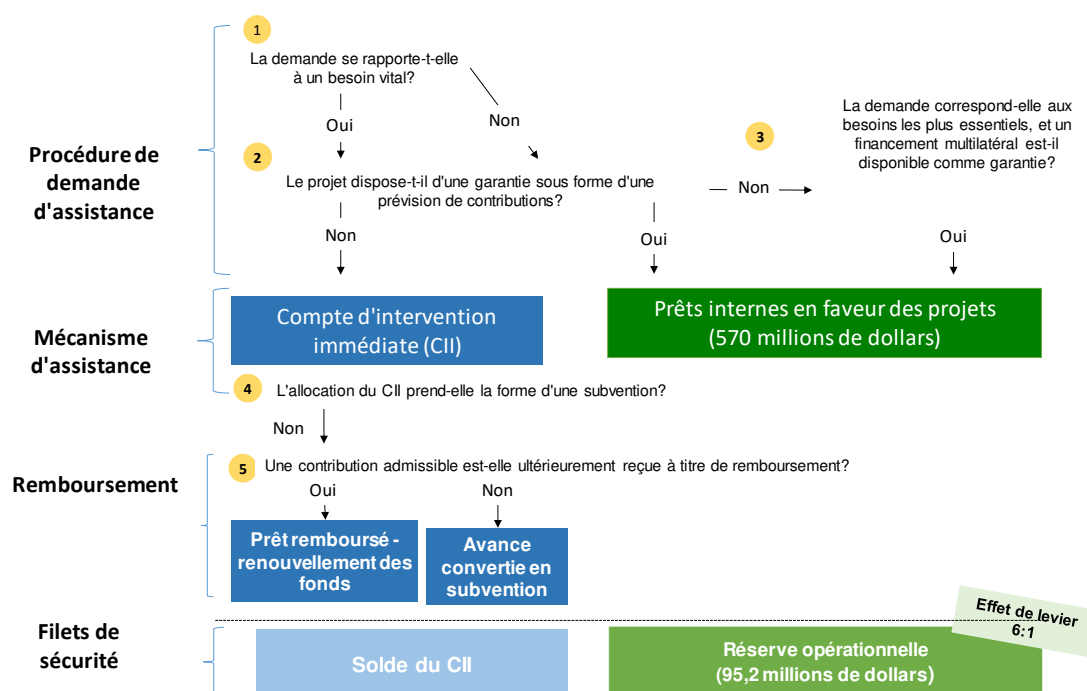 1
La demande se rapporte-t-elle
à un besoin vital?
Oui
Non
Procédure de
demande
d'assistance
2
Le projet dispose-t-il d'une garantie sous forme d'une
prévision de contributions?
Non
3
La demande correspond-elle aux
besoins les plus essentiels, et un
financement multilatéral est-il
disponible comme garantie?
Non
Oui
Oui
Mécanisme
d'assistance
Compte d'intervention
immédiate (CII)
Prêts internes en faveur des projets
(570 millions de dollars)
4
L'allocation du CII prend-elle la forme d'une subvention?
Non
Remboursement
5
Une contribution admissible est-elle ultérieurement reçue à titre de remboursement?
Oui
Non
Prêt remboursé -
renouvellement des
fonds
Avance
convertie en
subvention
Effet de levier
6:1
Filets de
sécurité
Solde du CII
Réserve opérationnelle
(95,2 millions de dollars)